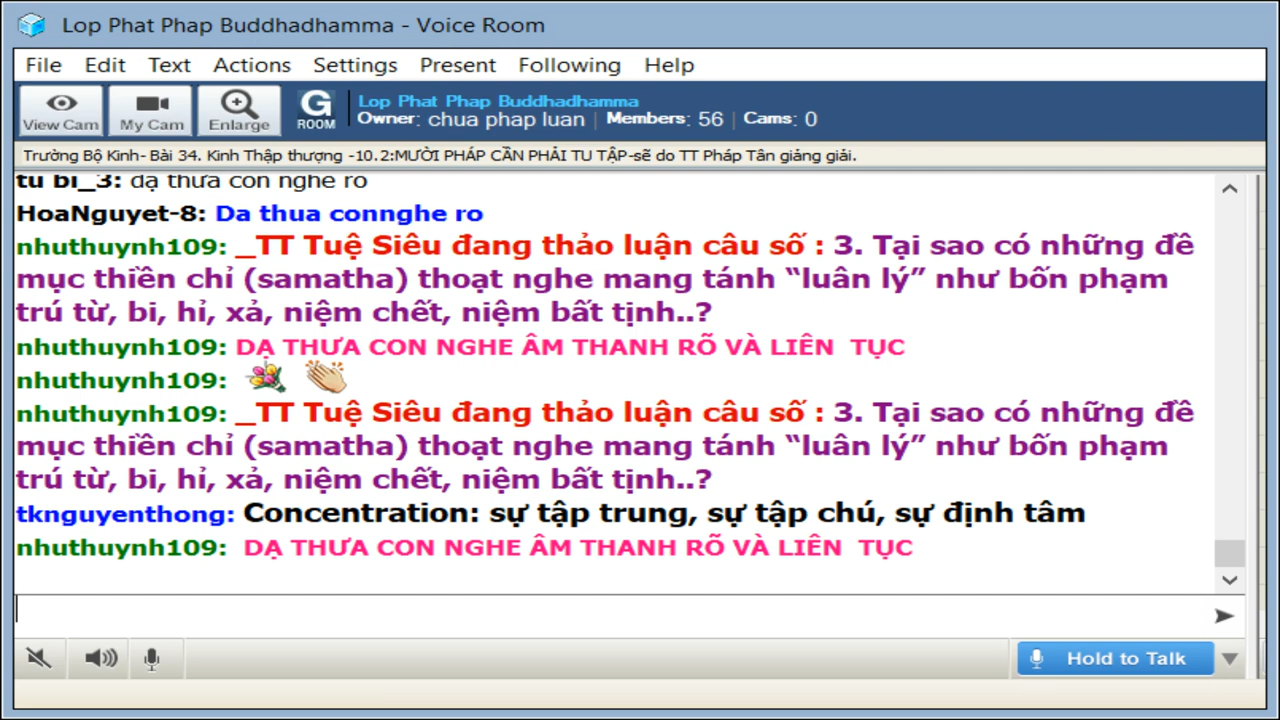 Lop Phat Phap Buddhadhamma - Voice Room
File Edit Text Actions Settings Present Following Help
View Cam My Cam Enlarge G ROOM
Lop Phat Phap Buddhadhamma
Owner: chua phap luan | Members: 56 | Cams: 0
Trường Bộ Kinh- Bài 34. Kinh Thập thượng -10.2:MƯỜI PHÁP CẦN PHẢI TU TẬP-sẽ do TT Pháp Tân giảng giải.
tu bi_3: dạ thưa con nghe ro
HoaNguyet-8: Da thua connghe ro
nhuthuynh109: _TT Tuệ Siêu đang thảo luận câu số : 3. Tại sao có những đề
mục thiền chỉ (samatha) thoạt nghe mang tánh “luân lý” như bốn phạm
trú từ, bi, hỉ, xả, niệm chết, niệm bất tịnh..?
nhuthuynh109: DẠ THƯA CON NGHE ÂM THANH RÕ VÀ LIÊN TỤC
nhuthuynh109:
nhuthuynh109: _TT Tuệ Siêu đang thảo luận câu số : 3. Tại sao có những đề
mục thiền chỉ (samatha) thoạt nghe mang tánh “luân lý” như bốn phạm
trú từ, bi, hỉ, xả, niệm chết, niệm bất tịnh..?
tknguyenthong: Concentration: sự tập trung, sự tập chú, sự định tâm
nhuthuynh109: DẠ THƯA CON NGHE ÂM THANH RÕ VÀ LIÊN TỤC
Hold to Talk